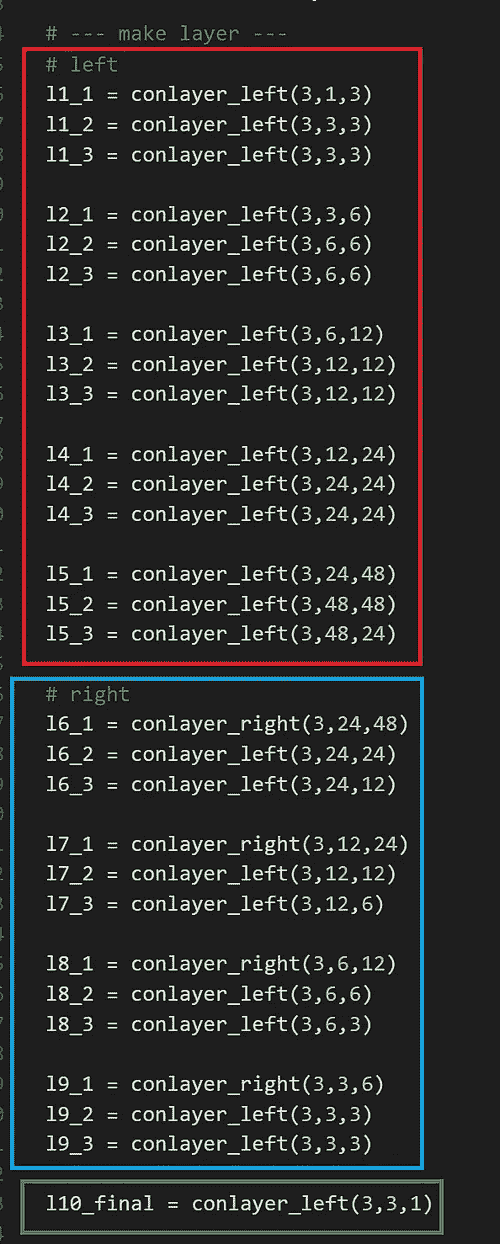 # --- make layer ---
# left
l1_1 = conlayer_left(3,1,3)
l1_2 = conlayer_left(3,3,3)
l1_3 = conlayer_left(3,3,3)
l2_1 = conlayer_left(3,3,6)
l2_2 = conlayer_left(3,6,6)
l2_3 = conlayer_left(3,6,6)
l3_1 = conlayer_left(3,6,12)
l3_2 = conlayer_left(3,12,12)
l3_3 = conlayer_left(3,12,12)
l4_1 = conlayer_left(3,12,24)
l4_2 = conlayer_left(3,24,24)
l4_3 = conlayer_left(3,24,24)
l5_1 = conlayer_left(3,24,48)
l5_2 = conlayer_left(3,48,48)
l5_3 = conlayer_left(3,48,24)
# right
l6_1 = conlayer_right(3,24,48)
l6_2 = conlayer_left(3,24,24)
l6_3 = conlayer_left(3,24,12)
l7_1 = conlayer_right(3,12,24)
l7_2 = conlayer_left(3,12,12)
l7_3 = conlayer_left(3,12,6)
l8_1 = conlayer_right(3,6,12)
l8_2 = conlayer_left(3,6,6)
l8_3 = conlayer_left(3,6,3)
l9_1 = conlayer_right(3,3,6)
l9_2 = conlayer_left(3,3,3)
l9_3 = conlayer_left(3,3,3)
l10_final = conlayer_left(3,3,1)